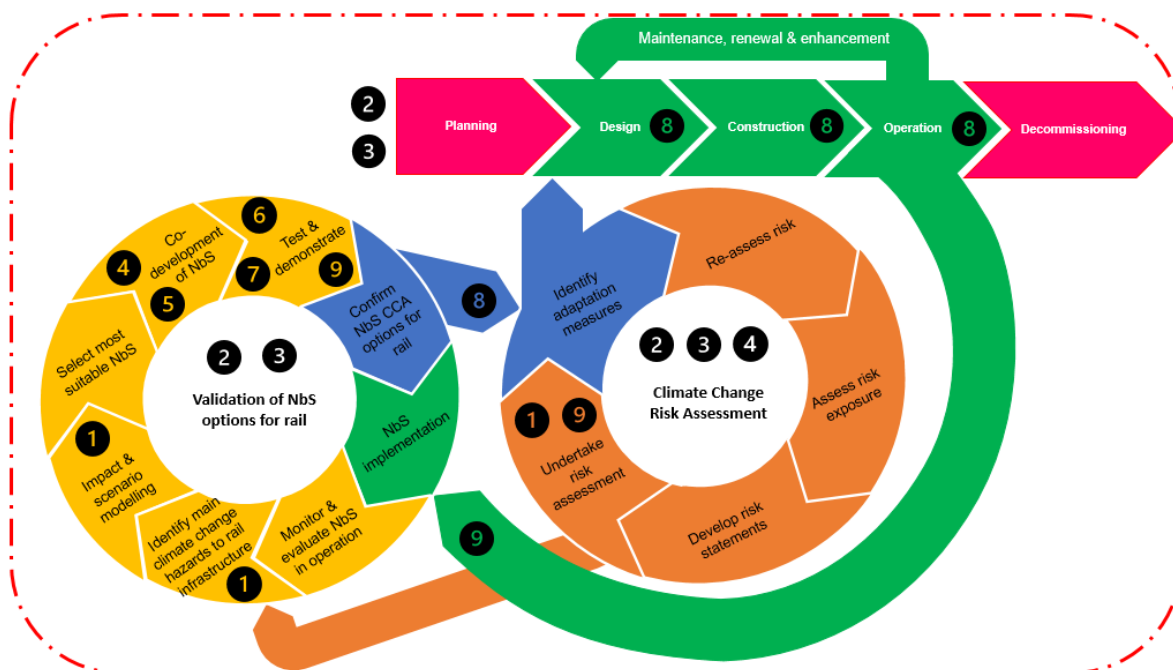 Maintenance, renewal & enhancement
2
3
Planning
Design
8
Construction
8
Operation
8
Decommissioning
6
Test &
demonstrate
7
9
4
Co-
development
of NbS
5
Select most
suitable NbS
1
Impact &
scenario
modelling
Identify main
climate change
hazards to rail
infrastructure
1
Monitor &
evaluate NbS
in operation
NbS
implementation
Confirm
NbS CCA
options for
rail
8
2
3
Validation of NbS
options for rail
Identify
adaptation
measures
Re-assess risk
Assess risk
exposure
Develop risk
statements
1
9
Undertake
risk
assessment
2
3
4
Climate Change
Risk Assessment
9